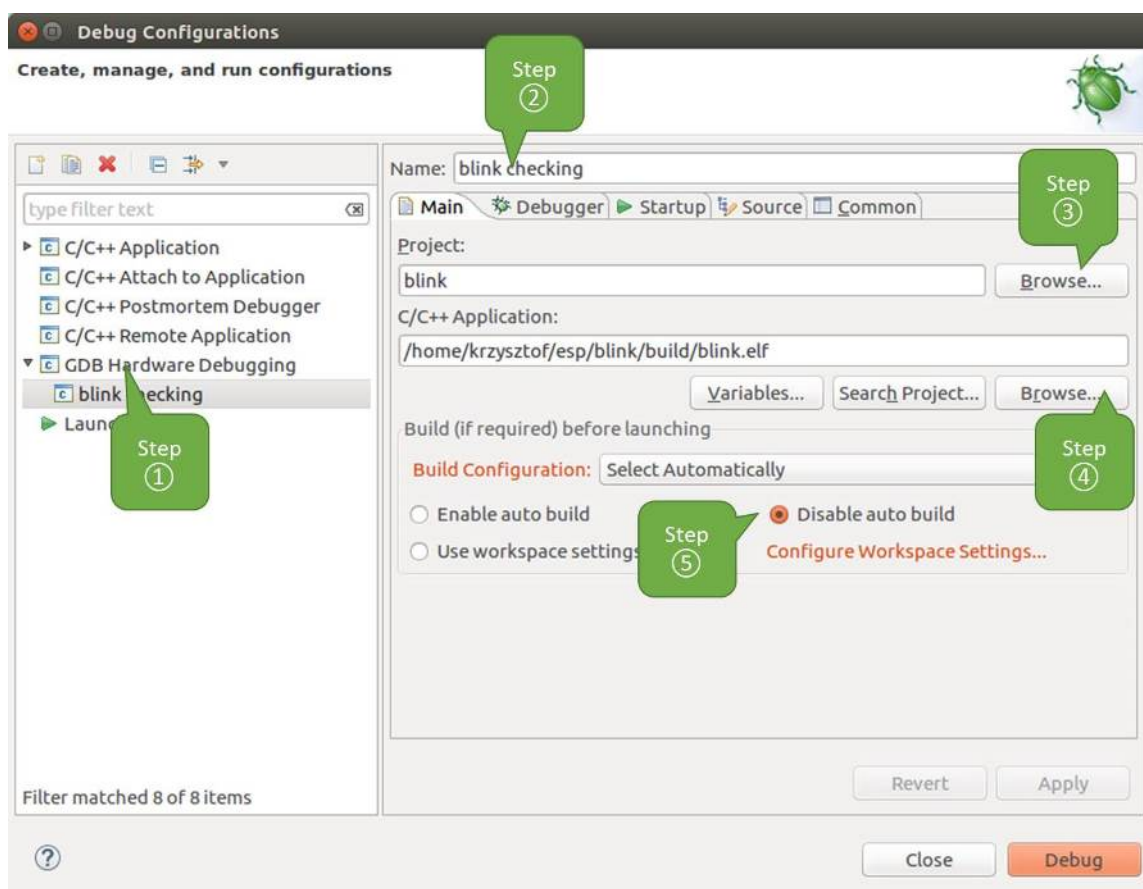 Debug Configurations
Create, manage, and run configurations
Step
②
Name: blink checking
type filter text
Main Debugger Startup Source Common
Step
③
C/C++ Application
C/C++ Attach to Application
C/C++ Postmortem Debugger
C/C++ Remote Application
GDB Hardware Debugging
blink checking
Step
①
Project:
blink
Browse...
C/C++ Application:
/home/krzysztof/esp/blink/build/blink.elf
Variables... Search Project... Browse...
Step
④
Build (if required) before launching
Build Configuration: Select Automatically
Enable auto build
Disable auto build
Step
⑤
Use workspace settings
Configure Workspace Settings...
Revert Apply
Filter matched 8 of 8 items
Close Debug